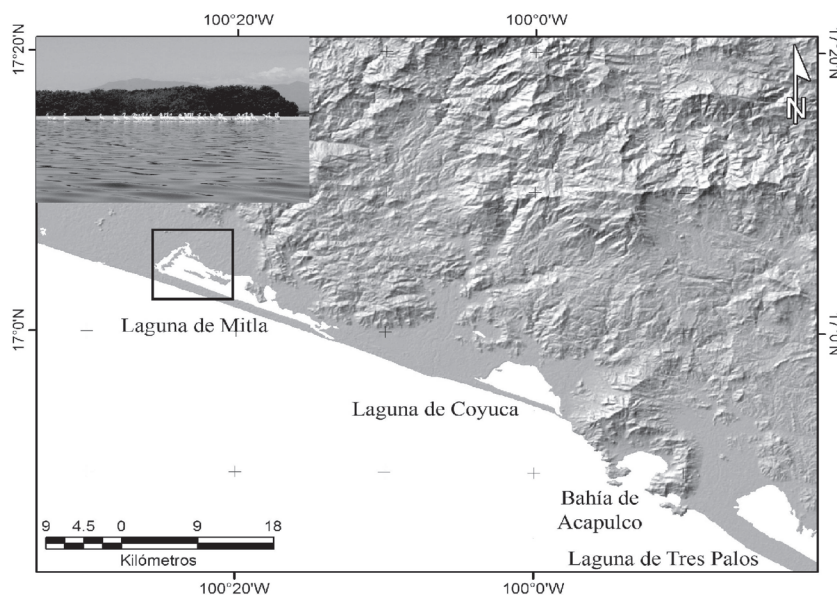 100°20'W 100°0'W
17°20'N
17°20'N
N
17°0'N
17°0'N
Laguna de Mitla
Laguna de Coyuca
Bahía de
Acapulco
Laguna de Tres Palos
9 4.5 0 9 18
Kilómetros
100°20'W 100°0'W